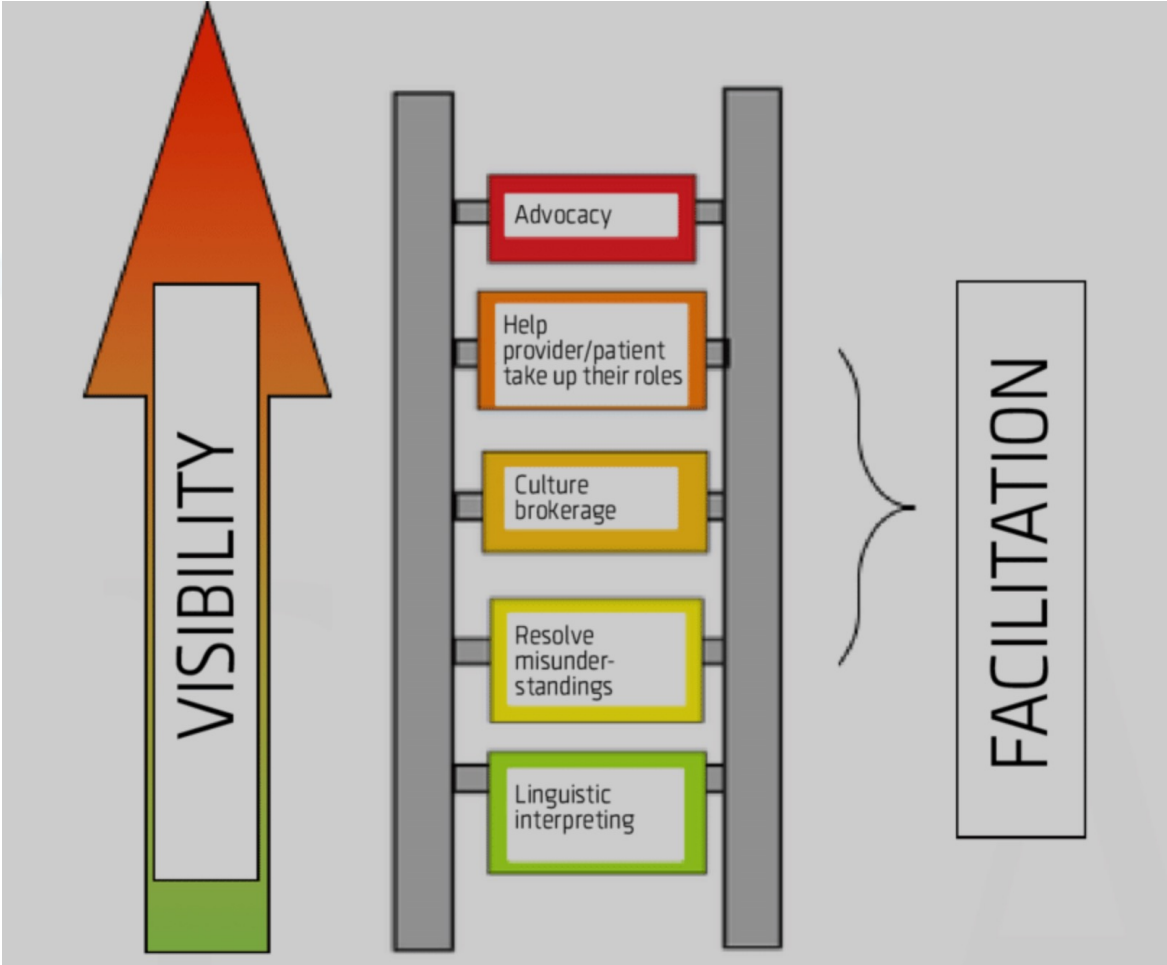 VISIBILITY
Advocacy
Help
provider/patient
take up their roles
Culture
brokerage
Resolve
misunder-
standings
Linguistic
interpreting
FACILITATION